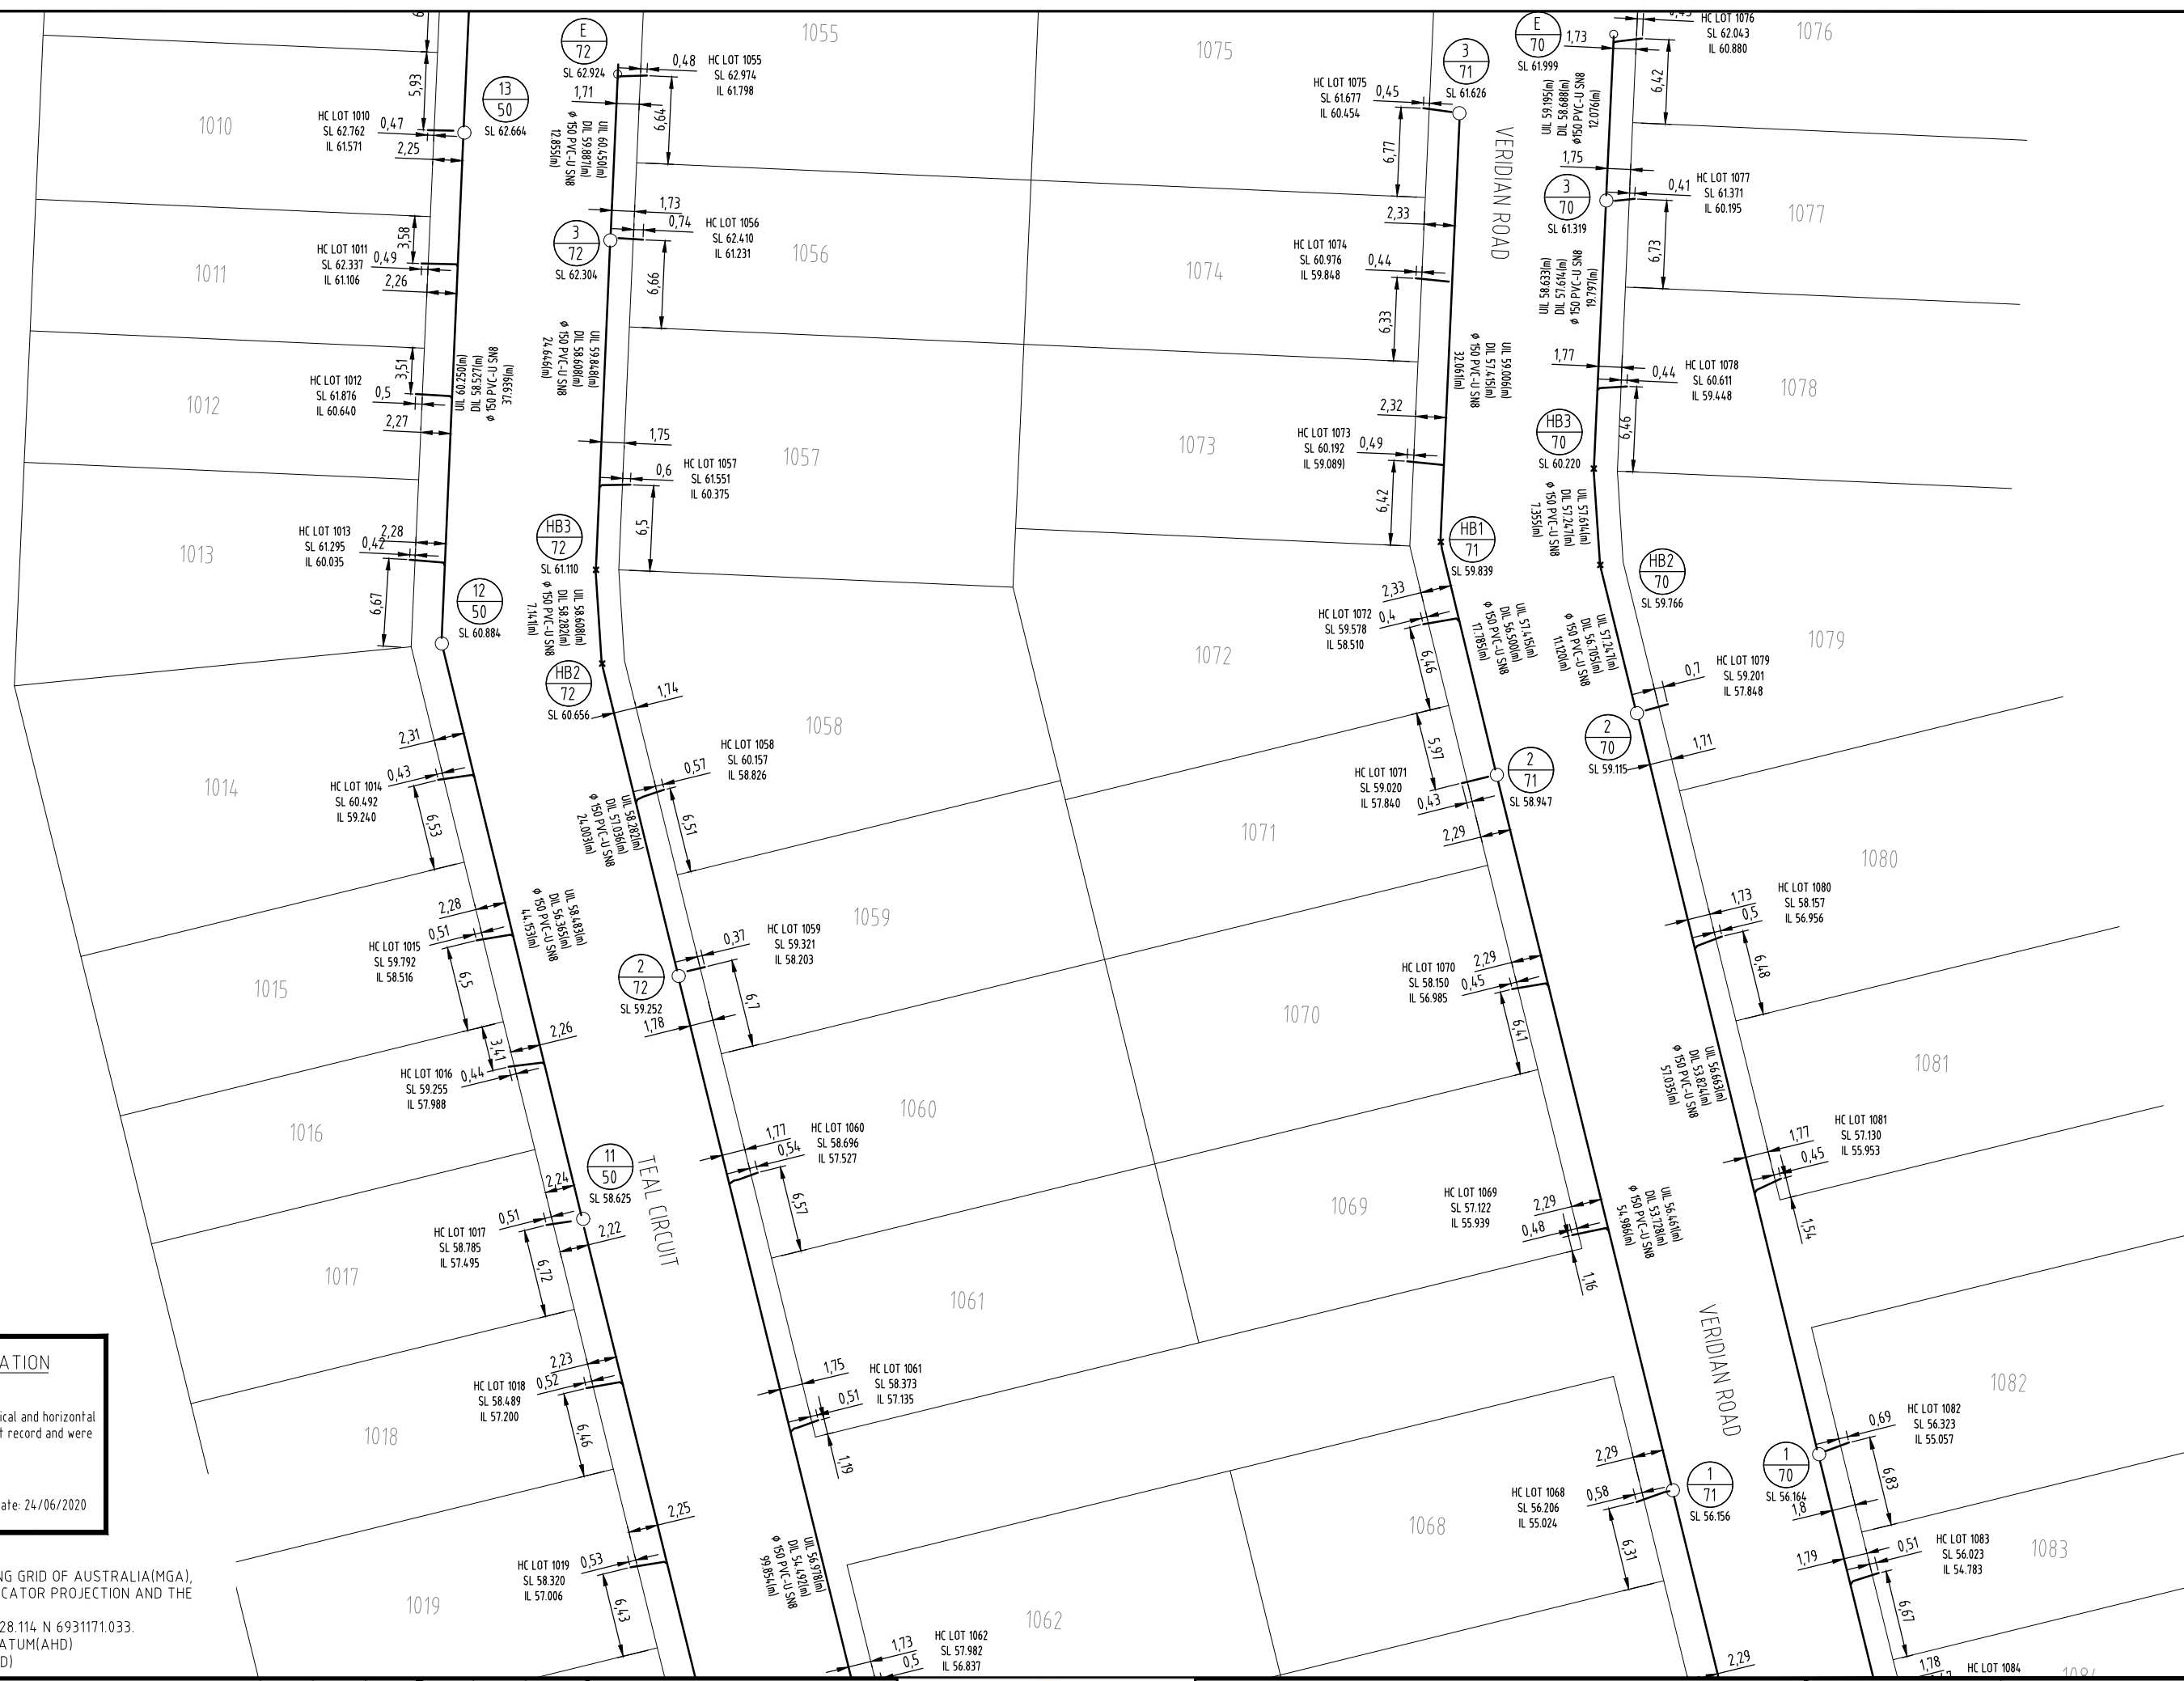 1010
1011
1012
1013
1014
1015
1016
1017
1018
1019
HC LOT 1010
SL 62.762
IL 61.571
5,93
0,47
2,25
13
50
SL 62.664
HC LOT 1011
SL 62.337
IL 61.106
3,58
0,49
2,26
HC LOT 1012
SL 61.876
IL 60.640
3,51
0,5
2,27
UIL 60.250(m)
DIL 58.527(m)
ø 150 PVC-U SN8
37.939(m)
HC LOT 1013
SL 61.295
IL 60.035
2,28
0,42
6,67
12
50
SL 60.884
HC LOT 1014
SL 60.492
IL 59.240
2,31
0,43
6,53
UIL 58.483(m)
DIL 56.365(m)
ø 150 PVC-U SN8
44.153(m)
HC LOT 1015
SL 59.792
IL 58.516
2,28
0,51
6,5
HC LOT 1016
SL 59.255
IL 57.988
2,26
3,41
0,44
11
50
SL 58.625
HC LOT 1017
SL 58.785
IL 57.495
2,24
0,51
2,22
6,72
TEAL CIRCUIT
HC LOT 1018
SL 58.489
IL 57.200
2,23
0,52
6,46
HC LOT 1019
SL 58.320
IL 57.006
2,25
0,53
6,43
E
72
SL 62.924
1055
0,48
HC LOT 1055
SL 62.974
IL 61.798
1,71
6,64
UIL 60.450(m)
DIL 59.887(m)
ø 150 PVC-U SN8
12.855(m)
3
72
SL 62.304
1,73
0,74
HC LOT 1056
SL 62.410
IL 61.231
6,66
1056
UIL 59.848(m)
DIL 58.608(m)
ø 150 PVC-U SN8
24.646(m)
1,75
0,6
HC LOT 1057
SL 61.551
IL 60.375
6,5
1057
HB3
72
SL 61.110
UIL 58.608(m)
DIL 58.282(m)
ø 150 PVC-U SN8
7.141(m)
HB2
72
SL 60.656
1,74
1058
HC LOT 1058
SL 60.157
IL 58.826
0,57
6,51
UIL 58.282(m)
DIL 57.036(m)
ø 150 PVC-U SN8
24.003(m)
1059
HC LOT 1059
SL 59.321
IL 58.203
0,37
6,7
2
72
SL 59.252
1,78
1060
HC LOT 1060
SL 58.696
IL 57.527
1,77
0,54
6,57
1061
HC LOT 1061
SL 58.373
IL 57.135
1,75
0,51
1,19
UIL 56.978(m)
DIL 54.492(m)
ø 150 PVC-U SN8
99.854(m)
1062
HC LOT 1062
SL 57.982
IL 56.837
1,73
0,5
1075
HC LOT 1075
SL 61.677
IL 60.454
0,45
3
71
SL 61.626
6,77
VERIDIAN ROAD
2,33
1074
HC LOT 1074
SL 60.976
IL 59.848
0,44
6,33
UIL 59.006(m)
DIL 57.415(m)
ø 150 PVC-U SN8
32.061(m)
2,32
1073
HC LOT 1073
SL 60.192
IL 59.089)
0,49
6,42
HB1
71
SL 59.839
2,33
1072
HC LOT 1072
SL 59.578
IL 58.510
0,4
6,46
UIL 57.415(m)
DIL 56.500(m)
ø 150 PVC-U SN8
17.785(m)
5,97
2
71
SL 58.947
1071
HC LOT 1071
SL 59.020
IL 57.840
0,43
2,29
1070
HC LOT 1070
SL 58.150
IL 56.985
2,29
0,45
6,41
1069
HC LOT 1069
SL 57.122
IL 55.939
2,29
0,48
1,16
UIL 56.461(m)
DIL 53.728(m)
ø 150 PVC-U SN8
54.986(m)
VERIDIAN ROAD
1068
HC LOT 1068
SL 56.206
IL 55.024
2,29
0,58
6,31
1
71
SL 56.156
2,29
E
70
SL 61.999
1,73
HC LOT 1076
SL 62.043
IL 60.880
1076
6,42
UIL 59.195(m)
DIL 58.688(m)
ø 150 PVC-U SN8
12.076(m)
1,75
3
70
SL 61.319
0,41
HC LOT 1077
SL 61.371
IL 60.195
1077
6,73
UIL 58.633(m)
DIL 57.614(m)
ø 150 PVC-U SN8
19.797(m)
1,77
0,44
HC LOT 1078
SL 60.611
IL 59.448
1078
6,46
HB3
70
SL 60.220
UIL 57.614(m)
DIL 57.247(m)
ø 150 PVC-U SN8
7.355(m)
HB2
70
SL 59.766
UIL 57.247(m)
DIL 56.705(m)
ø 150 PVC-U SN8
11.120(m)
1079
HC LOT 1079
SL 59.201
IL 57.848
0,7
2
70
SL 59.115
1,71
1080
HC LOT 1080
SL 58.157
IL 56.956
1,73
0,5
6,48
UIL 56.663(m)
DIL 53.824(m)
ø 150 PVC-U SN8
57.035(m)
1081
HC LOT 1081
SL 57.130
IL 55.953
1,77
0,45
1,54
1082
HC LOT 1082
SL 56.323
IL 55.057
0,69
6,83
1
70
SL 56.164
1,8
1083
HC LOT 1083
SL 56.023
IL 54.783
1,79
0,51
6,67
1,78
HC LOT 1084
ATION
ical and horizontal
t record and were
ate: 24/06/2020
NG GRID OF AUSTRALIA(MGA),
CATOR PROJECTION AND THE
28.114 N 6931171.033.
ATUM(AHD)
D)